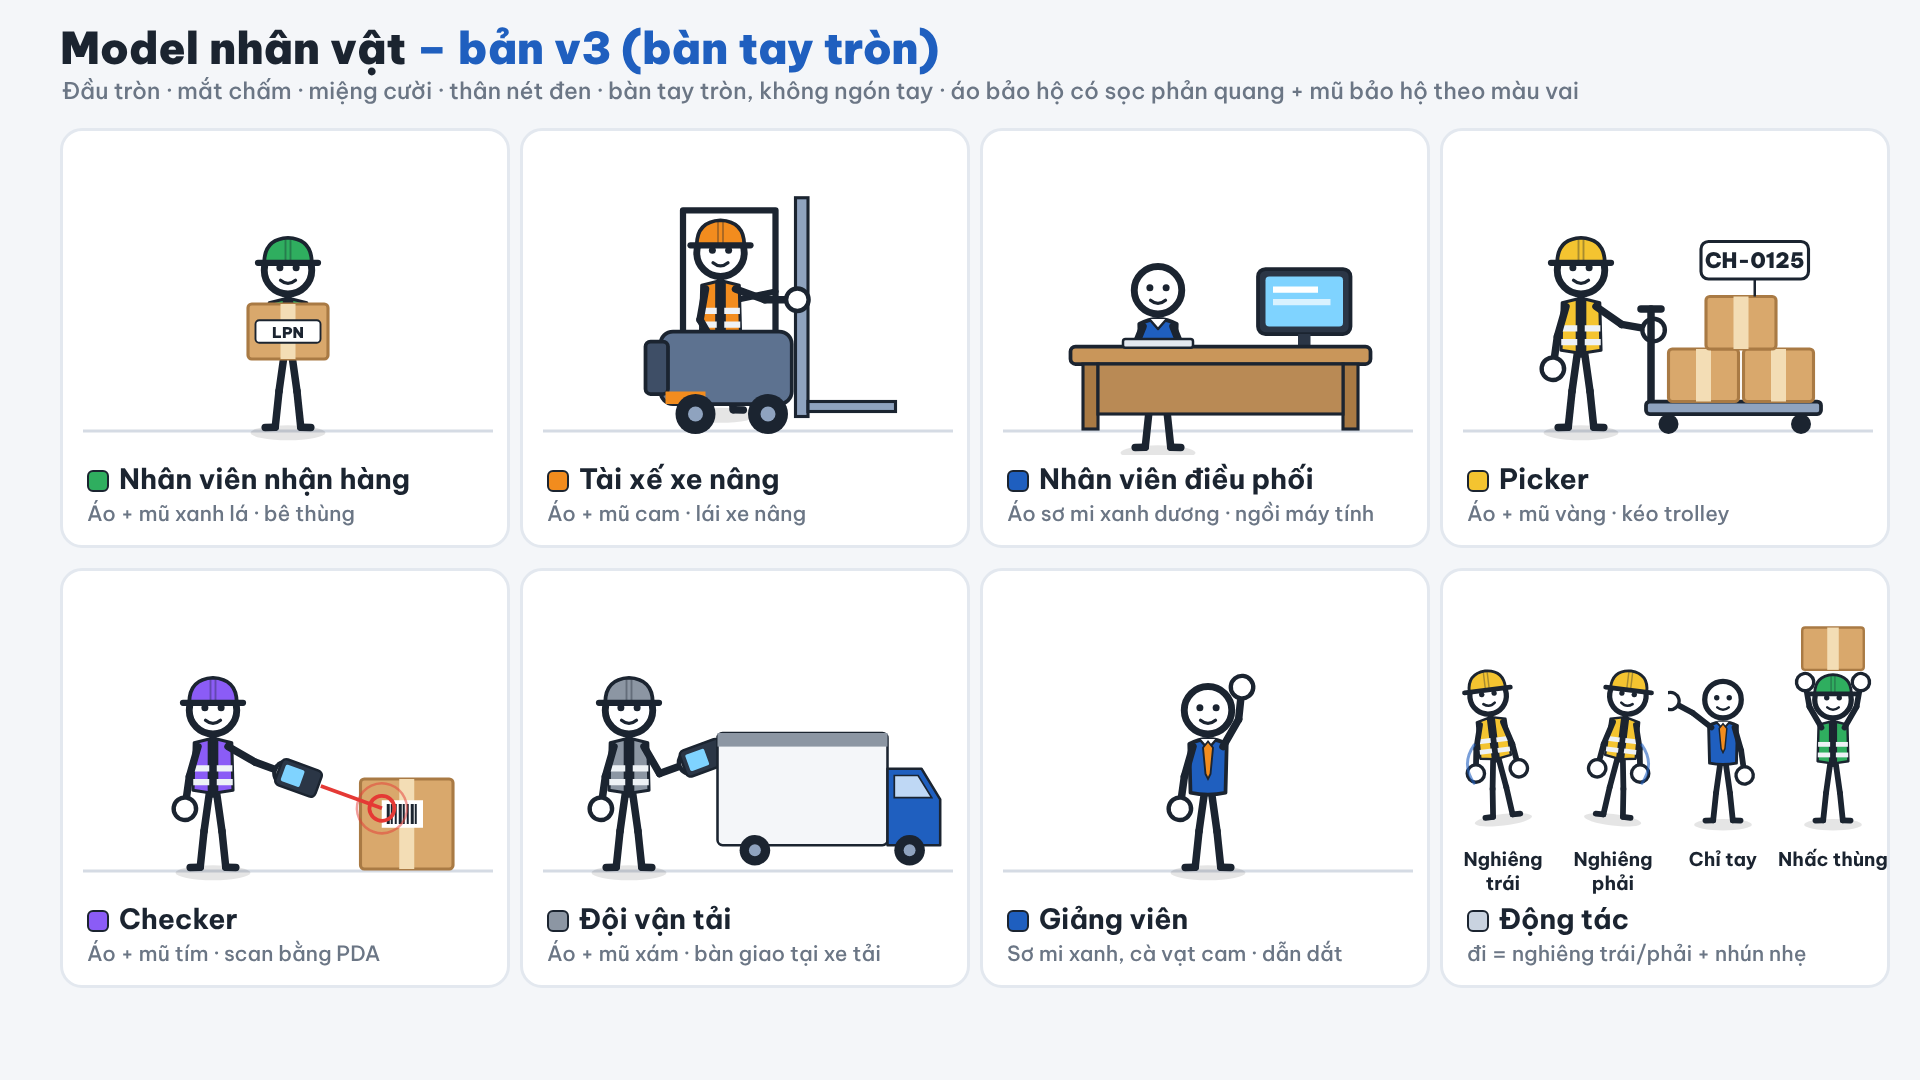 Model nhân vật – bản v3 (bàn tay tròn)
Đầu tròn · mắt chấm · miệng cười · thân nét đen · bàn tay tròn, không ngón tay · áo bảo hộ có sọc phản quang + mũ bảo hộ theo màu vai
LPN
Nhân viên nhận hàng
Áo + mũ xanh lá · bê thùng
Tài xế xe nâng
Áo + mũ cam · lái xe nâng
Nhân viên điều phối
Áo sơ mi xanh dương · ngồi máy tính
CH-0125
Picker
Áo + mũ vàng · kéo trolley
Checker
Áo + mũ tím · scan bằng PDA
Đội vận tải
Áo + mũ xám · bàn giao tại xe tải
Giảng viên
Sơ mi xanh, cà vạt cam · dẫn dắt
Nghiêng trái
Nghiêng phải
Chỉ tay
Nhấc thùng
Động tác
đi = nghiêng trái/phải + nhún nhẹ